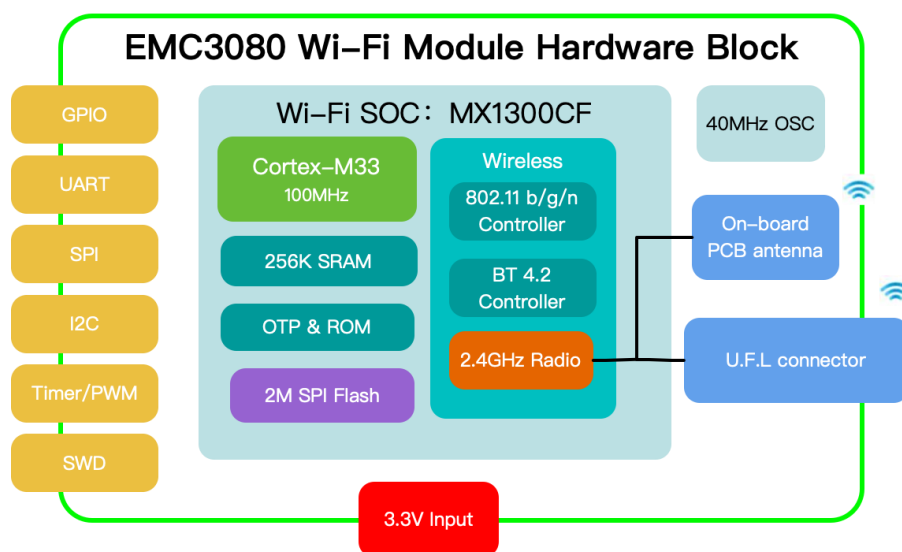 EMC3080 Wi-Fi Module Hardware Block
GPIO
UART
SPI
I2C
Timer/PWM
SWD
Wi-Fi SOC：MX1300CF
Cortex-M33
100MHz
256K SRAM
OTP & ROM
2M SPI Flash
Wireless
802.11 b/g/n
Controller
BT 4.2
Controller
2.4GHz Radio
40MHz OSC
On-board
PCB antenna
U.F.L connector
3.3V Input